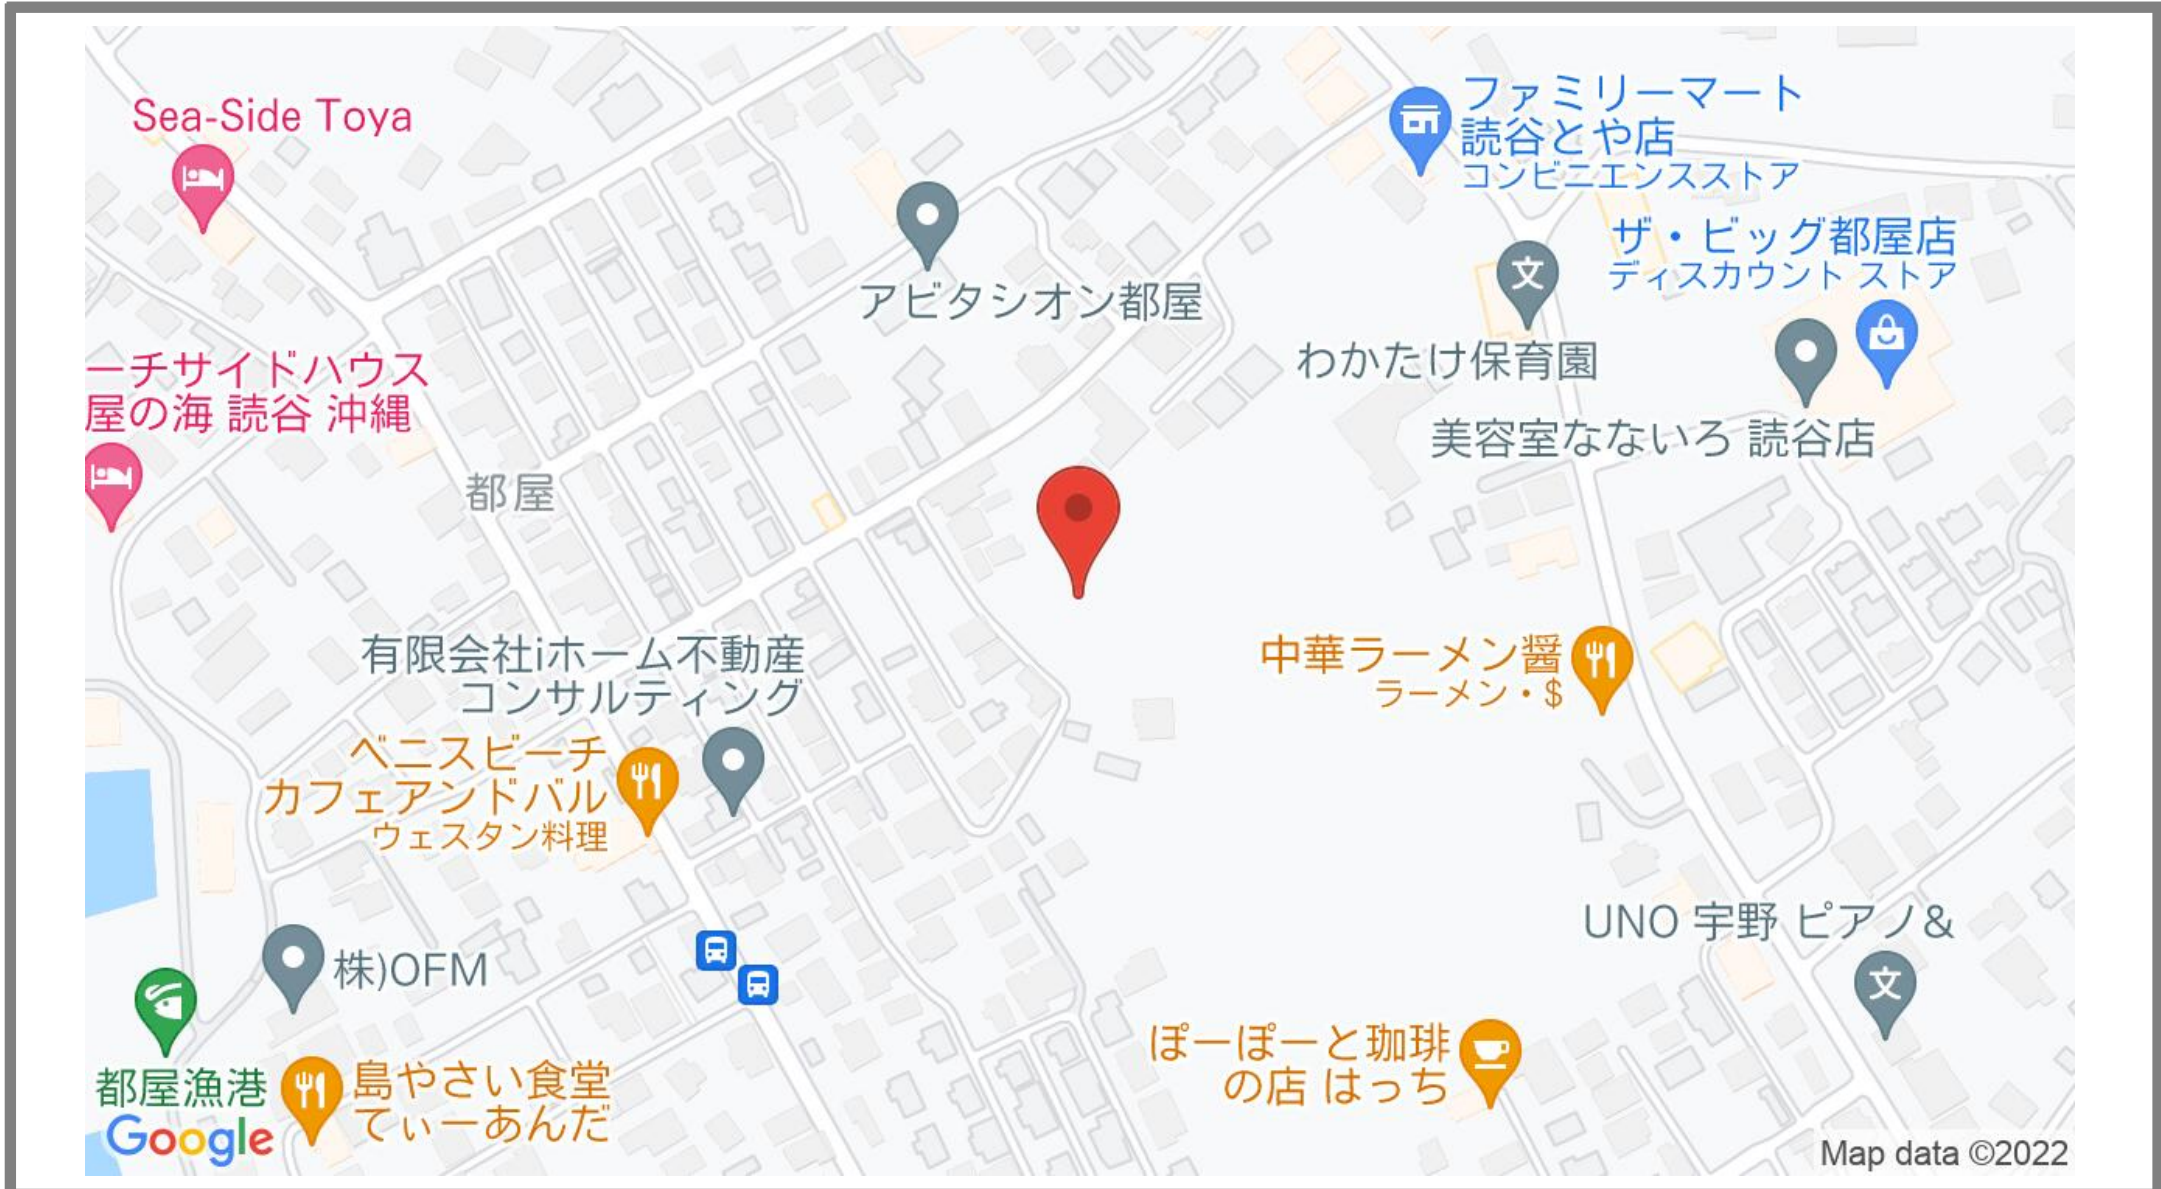 Sea-Side Toya
ファミリーマート
読谷とや店
コンビニエンスストア
ザ・ビッグ都屋店
ディスカウント ストア
文
アビタシオン都屋
わかたけ保育園
ーチサイドハウス
屋の海 読谷 沖縄
美容室なないろ 読谷店
都屋
有限会社iホーム不動産
コンサルティング
中華ラーメン醤
ラーメン・$
ベニスビーチ
カフェアンドバル
ウェスタン料理
UNO 宇野 ピアノ&
文
株)OFM
ぽーぽーと珈琲
の店 はっち
都屋漁港
島やさい食堂
てぃーあんだ
Google
Map data ©2022